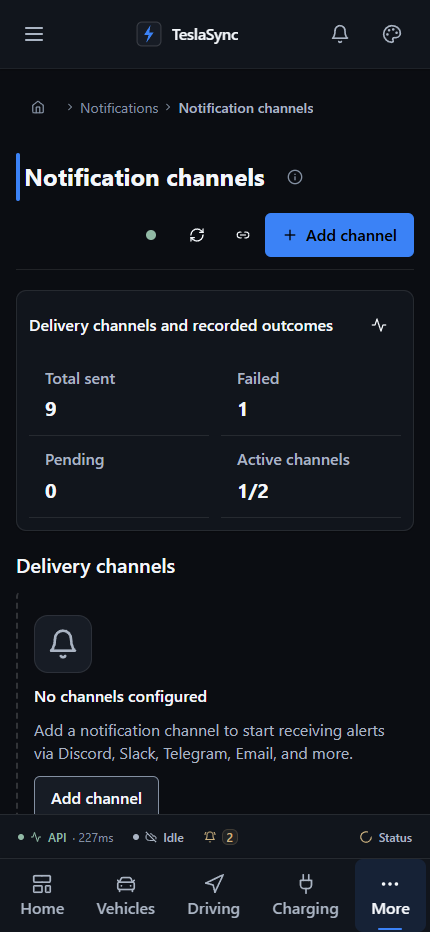 TeslaSync
Notifications
Notification channels
Notification channels
Add channel
Delivery channels and recorded outcomes
Total sent
9
Failed
1
Pending
0
Active channels
1/2
Delivery channels
No channels configured
Add a notification channel to start receiving alerts
via Discord, Slack, Telegram, Email, and more.
Add channel
API · 227ms
Idle
2
Status
Home
Vehicles
Driving
Charging
More